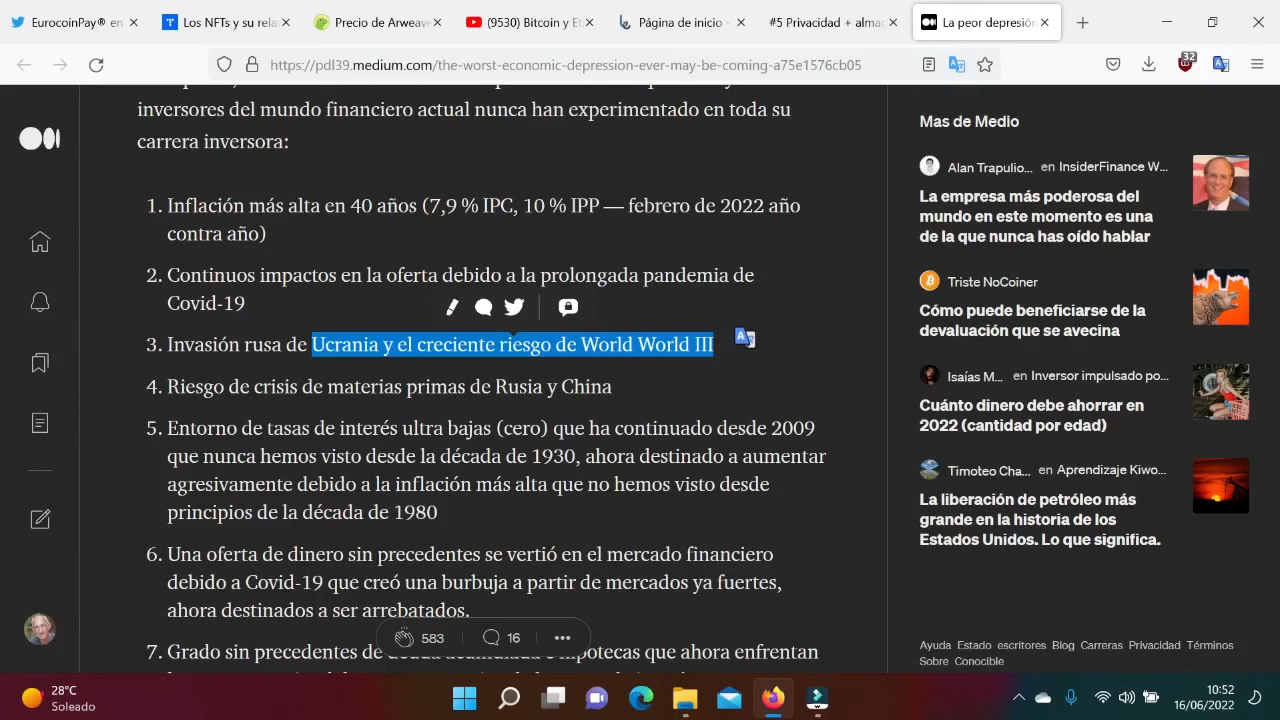 EurocoinPay® en
Los NFTs y su rela
Precio de Arweave
(9530) Bitcoin y Et
Página de inicio -
#5 Privacidad + alma
La peor depresión
https://pdl39.medium.com/the-worst-economic-depression-ever-may-be-coming-a75e1576cb05
32
inversores del mundo financiero actual nunca han experimentado en toda su
carrera inversora:
1. Inflación más alta en 40 años (7,9 % IPC, 10 % IPP — febrero de 2022 año
contra año)
2. Continuos impactos en la oferta debido a la prolongada pandemia de
Covid-19
3. Invasión rusa de Ucrania y el creciente riesgo de World World III
4. Riesgo de crisis de materias primas de Rusia y China
5. Entorno de tasas de interés ultra bajas (cero) que ha continuado desde 2009
que nunca hemos visto desde la década de 1930, ahora destinado a aumentar
agresivamente debido a la inflación más alta que no hemos visto desde
principios de la década de 1980
6. Una oferta de dinero sin precedentes se vertió en el mercado financiero
debido a Covid-19 que creó una burbuja a partir de mercados ya fuertes,
ahora destinados a ser arrebatados.
583
16
7. Grado sin precedentes de deuda acumulada e hipotecas que ahora enfrentan
Mas de Medio
Alan Trapulio... en InsiderFinance W...
La empresa más poderosa del
mundo en este momento es una
de la que nunca has oído hablar
Triste NoCoiner
Cómo puede beneficiarse de la
devaluación que se avecina
Isaías M... en Inversor impulsado po...
Cuánto dinero debe ahorrar en
2022 (cantidad por edad)
Timoteo Cha... en Aprendizaje Kiwo...
La liberación de petróleo más
grande en la historia de los
Estados Unidos. Lo que significa.
Ayuda Estado escritores Blog Carreras Privacidad Términos
Sobre Conocible
28°C
Soleado
10:52
16/06/2022